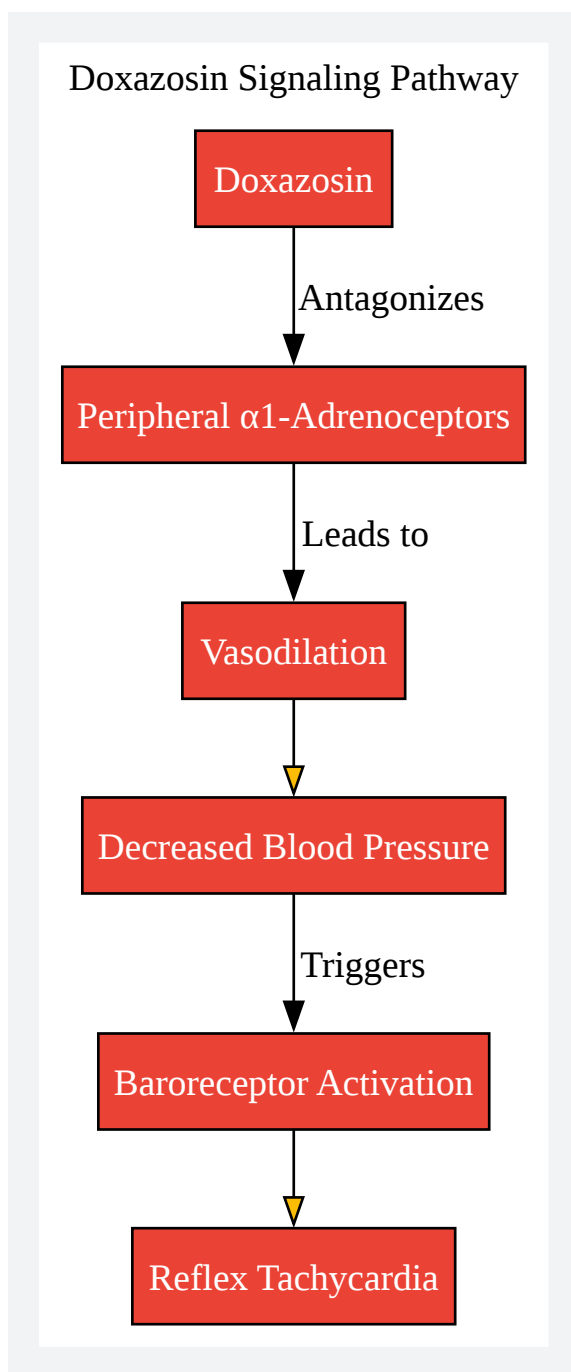 Doxazosin Signaling Pathway
Doxazosin
Antagonizes
Peripheral α1-Adrenoceptors
Leads to
Vasodilation
Decreased Blood Pressure
Triggers
Baroreceptor Activation
Reflex Tachycardia